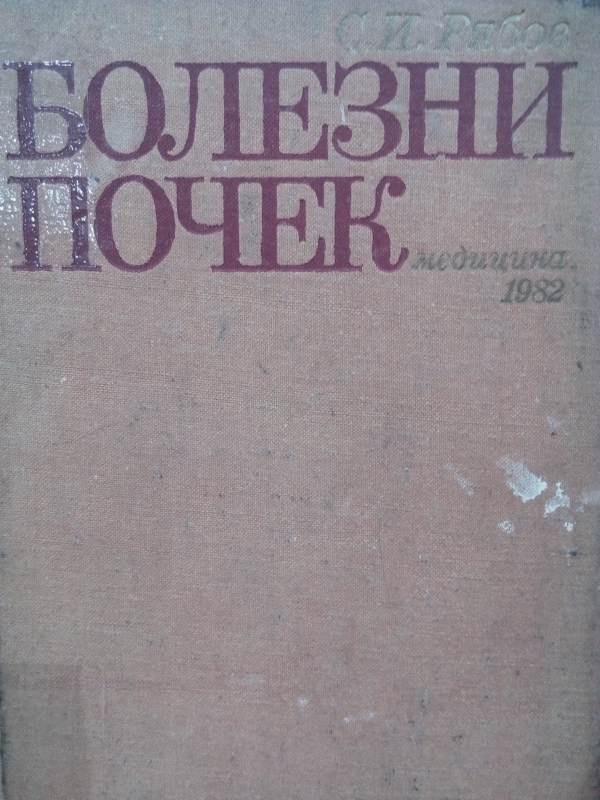 С.И. Рябов
БОЛЕЗНИ
ПОЧЕК
медицина
1982